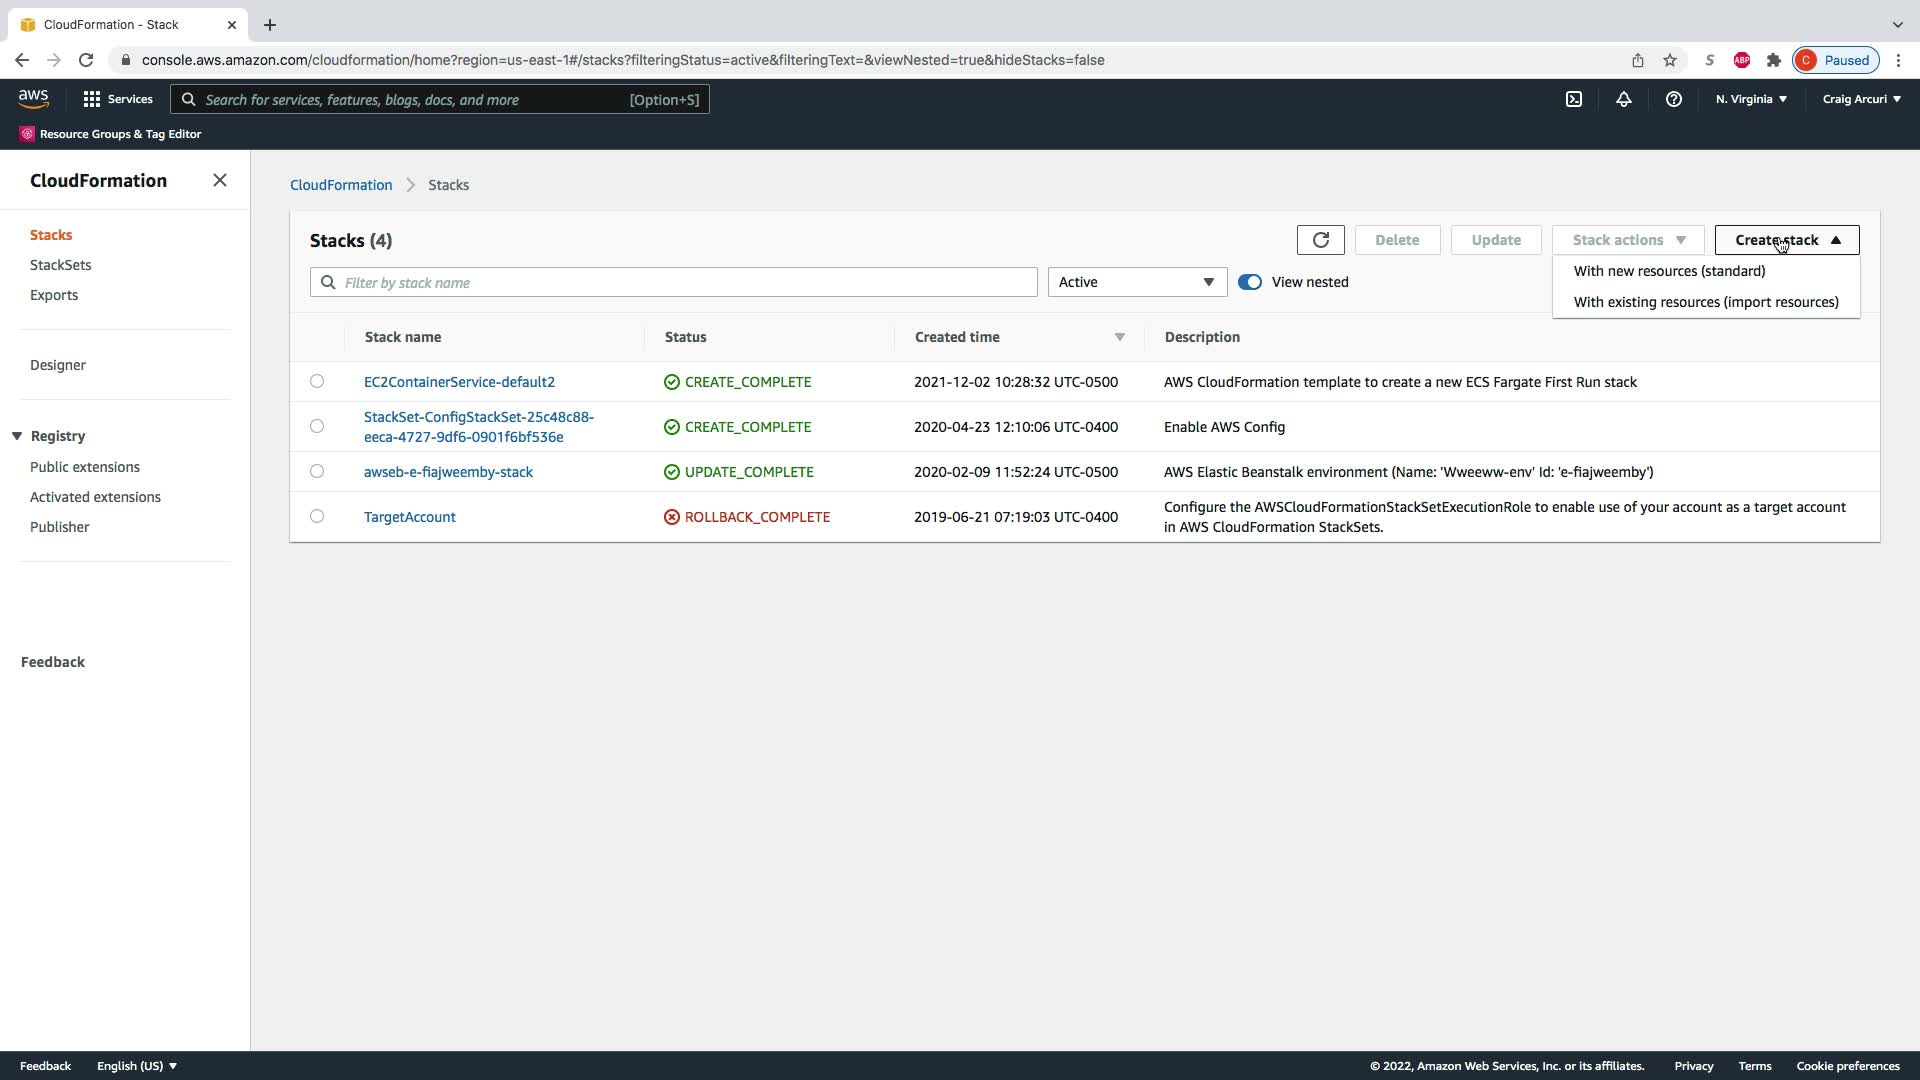 CloudFormation - Stack
console.aws.amazon.com/cloudformation/home?region=us-east-1#/stacks?filteringStatus=active&filteringText=&viewNested=true&hideStacks=false
S
ABP
C
Paused
aws
Services
Search for services, features, blogs, docs, and more
[Option+S]
N. Virginia
Craig Arcuri
Resource Groups & Tag Editor
CloudFormation
Stacks
StackSets
Exports
Designer
Registry
Public extensions
Activated extensions
Publisher
Feedback
CloudFormation
Stacks
Stacks (4)
Delete
Update
Stack actions
Create stack
With new resources (standard)
With existing resources (import resources)
Filter by stack name
Active
View nested
Stack name
Status
Created time
Description
EC2ContainerService-default2
CREATE_COMPLETE
2021-12-02 10:28:32 UTC-0500
AWS CloudFormation template to create a new ECS Fargate First Run stack
StackSet-ConfigStackSet-25c48c88-
eeca-4727-9df6-0901f6bf536e
CREATE_COMPLETE
2020-04-23 12:10:06 UTC-0400
Enable AWS Config
awseb-e-fiajweemby-stack
UPDATE_COMPLETE
2020-02-09 11:52:24 UTC-0500
AWS Elastic Beanstalk environment (Name: 'Wweeww-env' Id: 'e-fiajweemby')
TargetAccount
ROLLBACK_COMPLETE
2019-06-21 07:19:03 UTC-0400
Configure the AWSCloudFormationStackSetExecutionRole to enable use of your account as a target account
in AWS CloudFormation StackSets.
Feedback
English (US)
© 2022, Amazon Web Services, Inc. or its affiliates.
Privacy
Terms
Cookie preferences